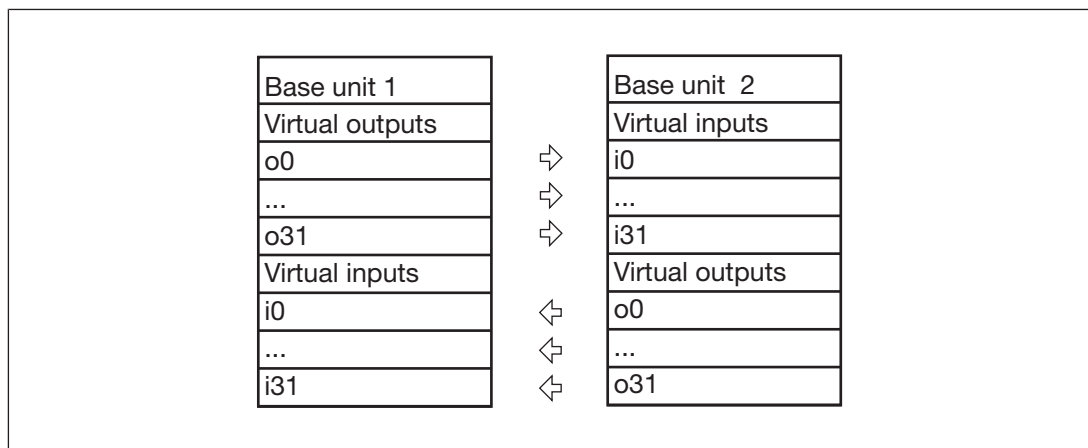 Base unit 1
Virtual outputs
o0
...
o31
Virtual inputs
i0
...
i31
Base unit 2
Virtual inputs
i0
...
i31
Virtual outputs
o0
...
o31